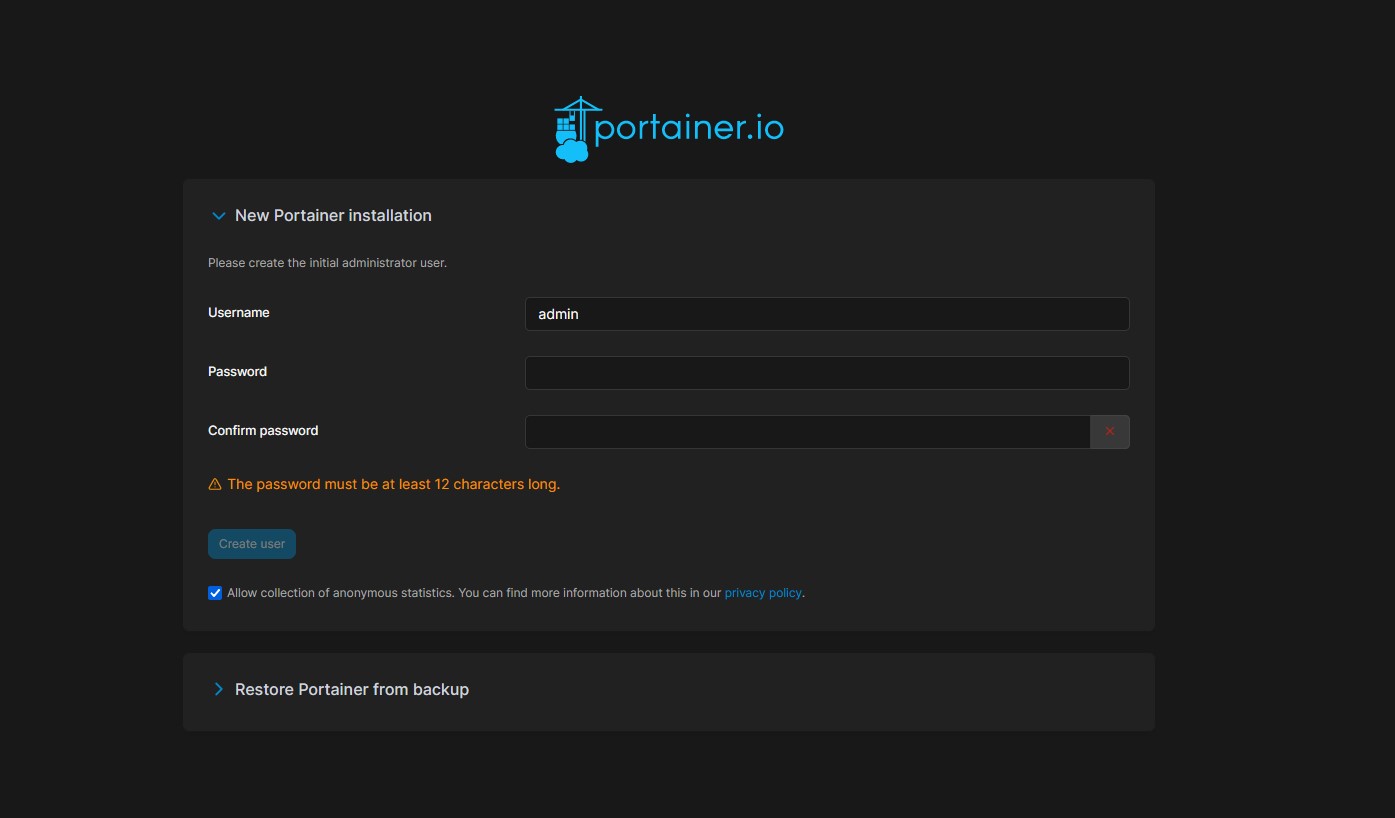 portainer.io
New Portainer installation
Please create the initial administrator user.
Username
admin
Password
Confirm password
The password must be at least 12 characters long.
Create user
Allow collection of anonymous statistics. You can find more information about this in our privacy policy.
Restore Portainer from backup